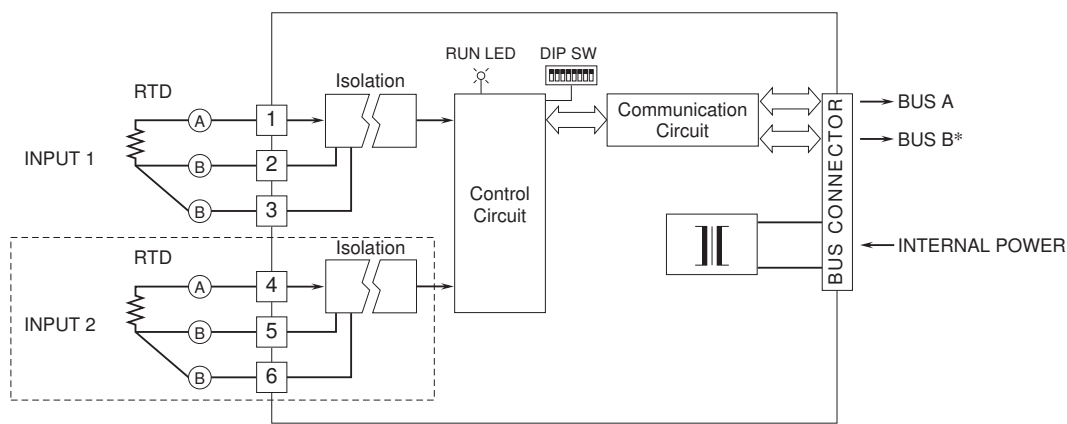 RUN LED
DIP SW
RTD
Isolation
INPUT 1
A
1
B
2
B
3
Control
Circuit
Communication
Circuit
BUS CONNECTOR
BUS A
BUS B*
INTERNAL POWER
RTD
Isolation
INPUT 2
A
4
B
5
B
6